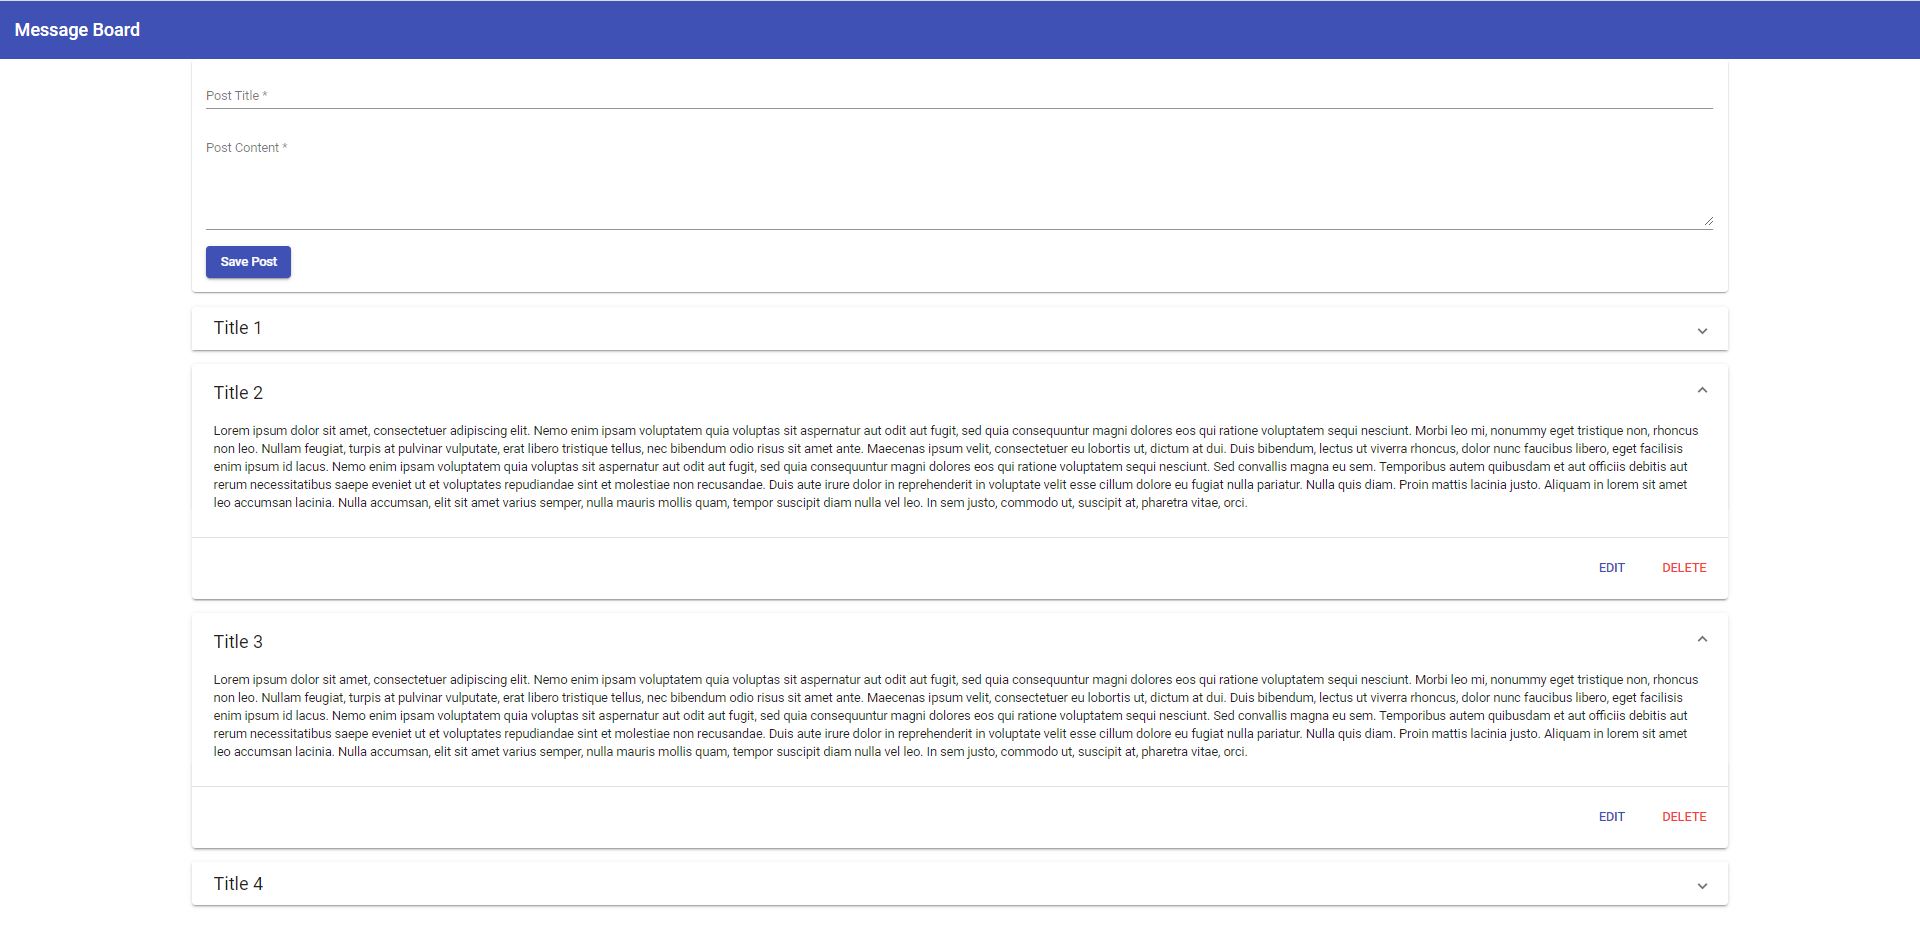 Message Board
Post Title *
Post Content *
Save Post
Title 1
Title 2
Lorem ipsum dolor sit amet, consectetuer adipiscing elit. Nemo enim ipsam voluptatem quia voluptas sit aspernatur aut odit aut fugit, sed quia consequuntur magni dolores eos qui ratione voluptatem sequi nesciunt. Morbi leo mi, nonummy eget tristique non, rhoncus
non leo. Nullam feugiat, turpis at pulvinar vulputate, erat libero tristique tellus, nec bibendum odio risus sit amet ante. Maecenas ipsum velit, consectetuer eu lobortis ut, dictum at dui. Duis bibendum, lectus ut viverra rhoncus, dolor nunc faucibus libero, eget facilisis
enim ipsum id lacus. Nemo enim ipsam voluptatem quia voluptas sit aspernatur aut odit aut fugit, sed quia consequuntur magni dolores eos qui ratione voluptatem sequi nesciunt. Sed convallis magna eu sem. Temporibus autem quibusdam et aut officiis debitis aut
rerum necessitatibus saepe eveniet ut et voluptates repudiandae sint et molestiae non recusandae. Duis aute irure dolor in reprehenderit in voluptate velit esse cillum dolore eu fugiat nulla pariatur. Nulla quis diam. Proin mattis lacinia justo. Aliquam in lorem sit amet
leo accumsan lacinia. Nulla accumsan, elit sit amet varius semper, nulla mauris mollis quam, tempor suscipit diam nulla vel leo. In sem justo, commodo ut, suscipit at, pharetra vitae, orci.
EDIT DELETE
Title 3
Lorem ipsum dolor sit amet, consectetuer adipiscing elit. Nemo enim ipsam voluptatem quia voluptas sit aspernatur aut odit aut fugit, sed quia consequuntur magni dolores eos qui ratione voluptatem sequi nesciunt. Morbi leo mi, nonummy eget tristique non, rhoncus
non leo. Nullam feugiat, turpis at pulvinar vulputate, erat libero tristique tellus, nec bibendum odio risus sit amet ante. Maecenas ipsum velit, consectetuer eu lobortis ut, dictum at dui. Duis bibendum, lectus ut viverra rhoncus, dolor nunc faucibus libero, eget facilisis
enim ipsum id lacus. Nemo enim ipsam voluptatem quia voluptas sit aspernatur aut odit aut fugit, sed quia consequuntur magni dolores eos qui ratione voluptatem sequi nesciunt. Sed convallis magna eu sem. Temporibus autem quibusdam et aut officiis debitis aut
rerum necessitatibus saepe eveniet ut et voluptates repudiandae sint et molestiae non recusandae. Duis aute irure dolor in reprehenderit in voluptate velit esse cillum dolore eu fugiat nulla pariatur. Nulla quis diam. Proin mattis lacinia justo. Aliquam in lorem sit amet
leo accumsan lacinia. Nulla accumsan, elit sit amet varius semper, nulla mauris mollis quam, tempor suscipit diam nulla vel leo. In sem justo, commodo ut, suscipit at, pharetra vitae, orci.
EDIT DELETE
Title 4